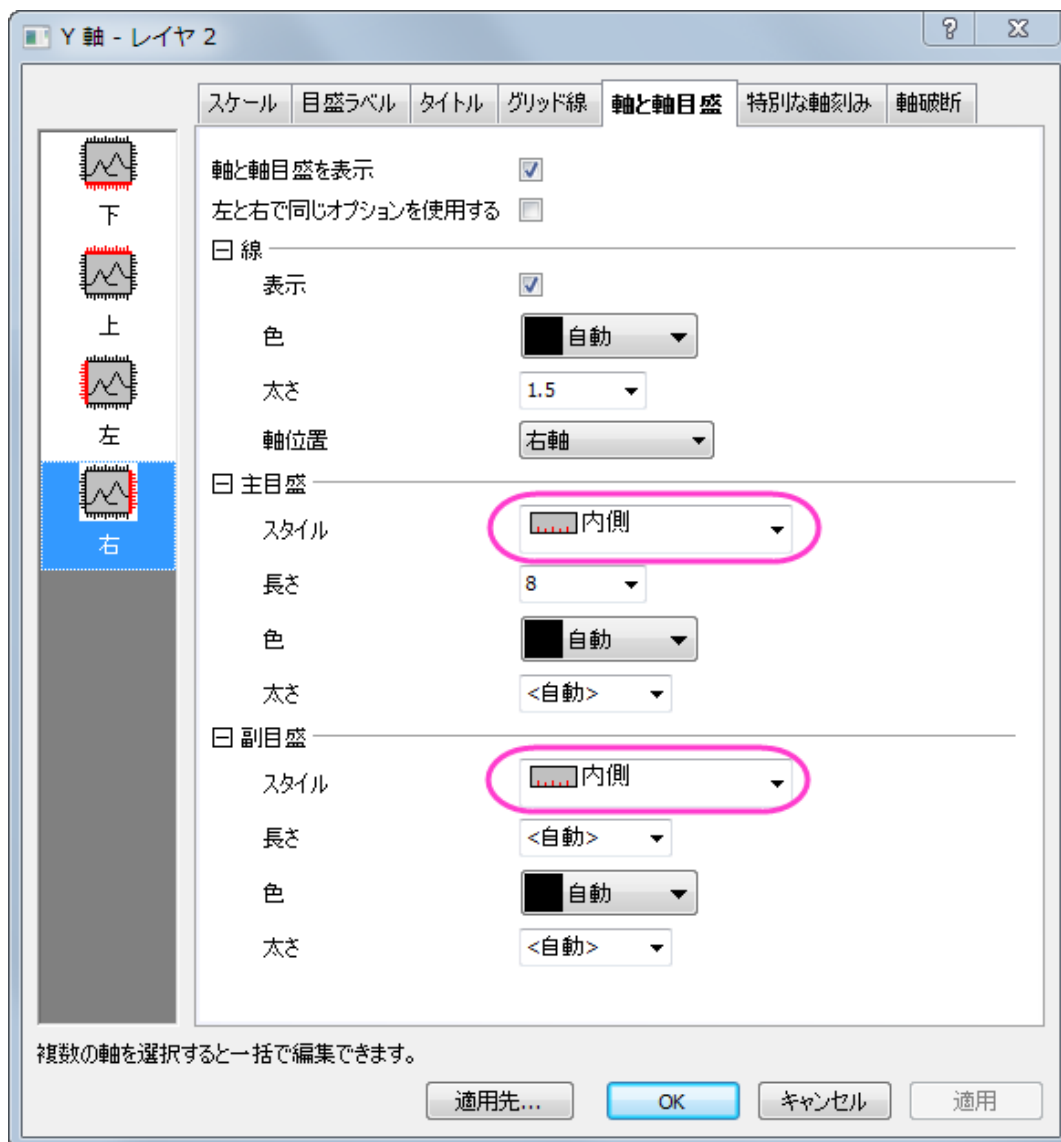 Y 軸 - レイヤ 2
スケール 目盛ラベル タイトル グリッド線 軸と軸目盛 特別な軸刻み 軸破断
下
上
左
右
軸と軸目盛を表示
左と右で同じオプションを使用する
線
表示
色 自動
太さ 1.5
軸位置 右軸
主目盛
スタイル 内側
長さ 8
色 自動
太さ <自動>
副目盛
スタイル 内側
長さ <自動>
色 自動
太さ <自動>
複数の軸を選択すると一括で編集できます。
適用先... OK キャンセル 適用